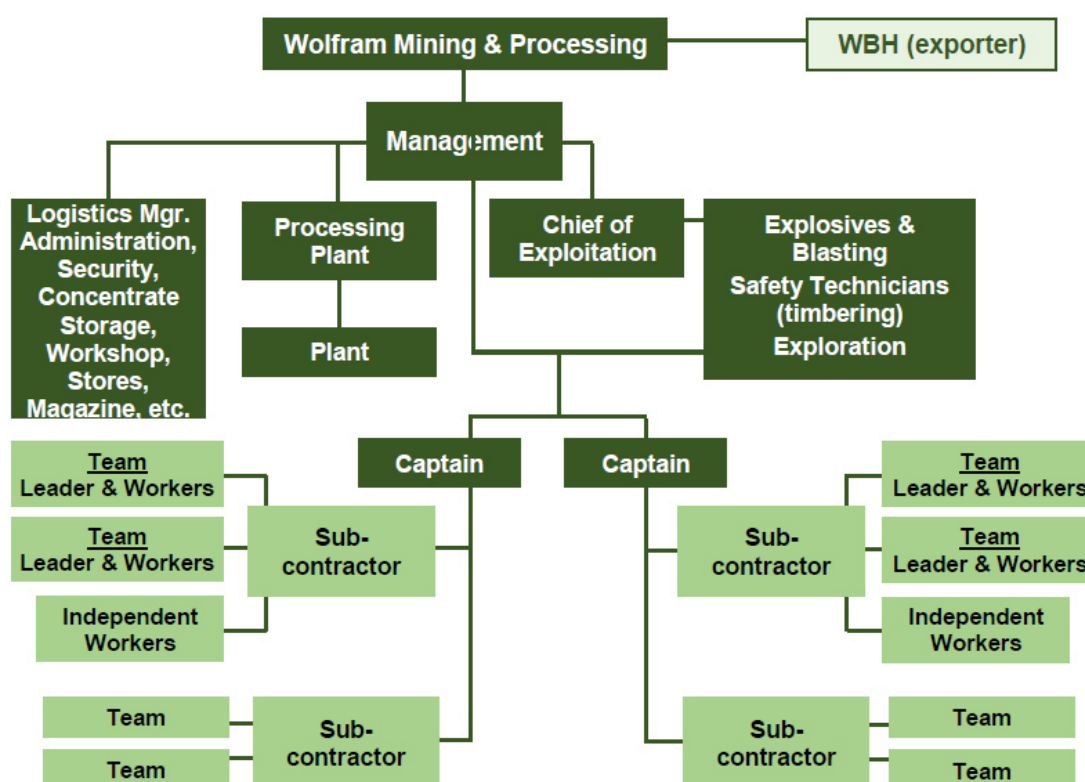 Wolfram Mining & Processing
WBH (exporter)
Management
Logistics Mgr.
Administration,
Security,
Concentrate
Storage,
Workshop,
Stores,
Magazine, etc.
Processing
Plant
Plant
Chief of
Exploitation
Explosives &
Blasting
Safety Technicians
(timbering)
Exploration
Captain
Captain
Team
Leader & Workers
Team
Leader & Workers
Independent
Workers
Sub-
contractor
Sub-
contractor
Team
Leader & Workers
Team
Leader & Workers
Independent
Workers
Team
Team
Sub-
contractor
Sub-
contractor
Team
Team